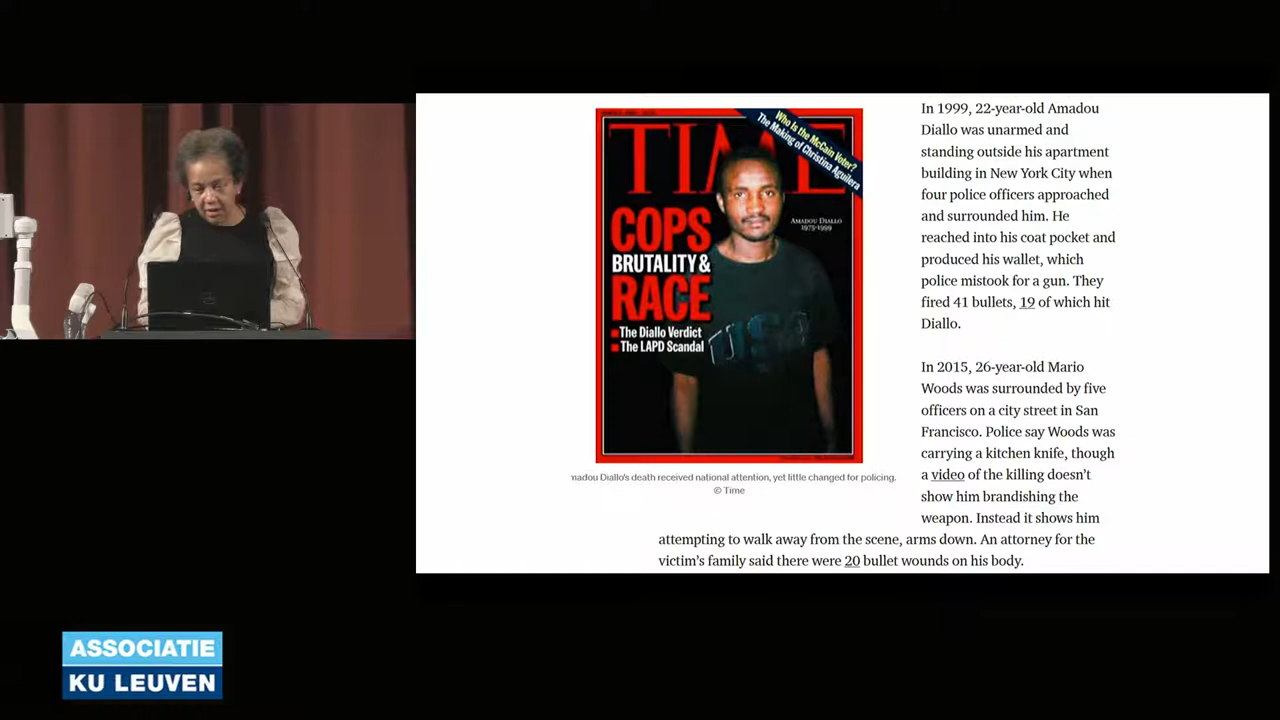 Who Is the McCain Voter?
The Making of Christina Aguilera
TIME
AMADOU DIALLO
1975-1999
COPS
BRUTALITY &
RACE
The Diallo Verdict
The LAPD Scandal
USA
madou Diallo's death received national attention, yet little changed for policing.
© Time
In 1999, 22-year-old Amadou
Diallo was unarmed and
standing outside his apartment
building in New York City when
four police officers approached
and surrounded him. He
reached into his coat pocket and
produced his wallet, which
police mistook for a gun. They
fired 41 bullets, 19 of which hit
Diallo.
In 2015, 26-year-old Mario
Woods was surrounded by five
officers on a city street in San
Francisco. Police say Woods was
carrying a kitchen knife, though
a video of the killing doesn't
show him brandishing the
weapon. Instead it shows him
attempting to walk away from the scene, arms down. An attorney for the
victim's family said there were 20 bullet wounds on his body.
ASSOCIATIE
KU LEUVEN